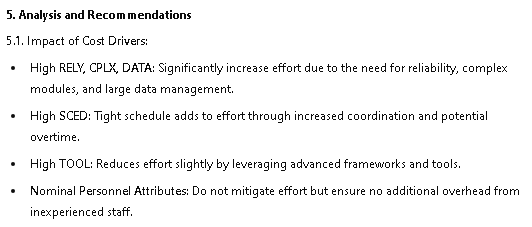 5. Analysis and Recommendations
5.1. Impact of Cost Drivers:
• High RELY, CPLX, DATA: Significantly increase effort due to the need for reliability, complex
modules, and large data management.
• High SCED: Tight schedule adds to effort through increased coordination and potential
overtime.
• High TOOL: Reduces effort slightly by leveraging advanced frameworks and tools.
• Nominal Personnel Attributes: Do not mitigate effort but ensure no additional overhead from
inexperienced staff.